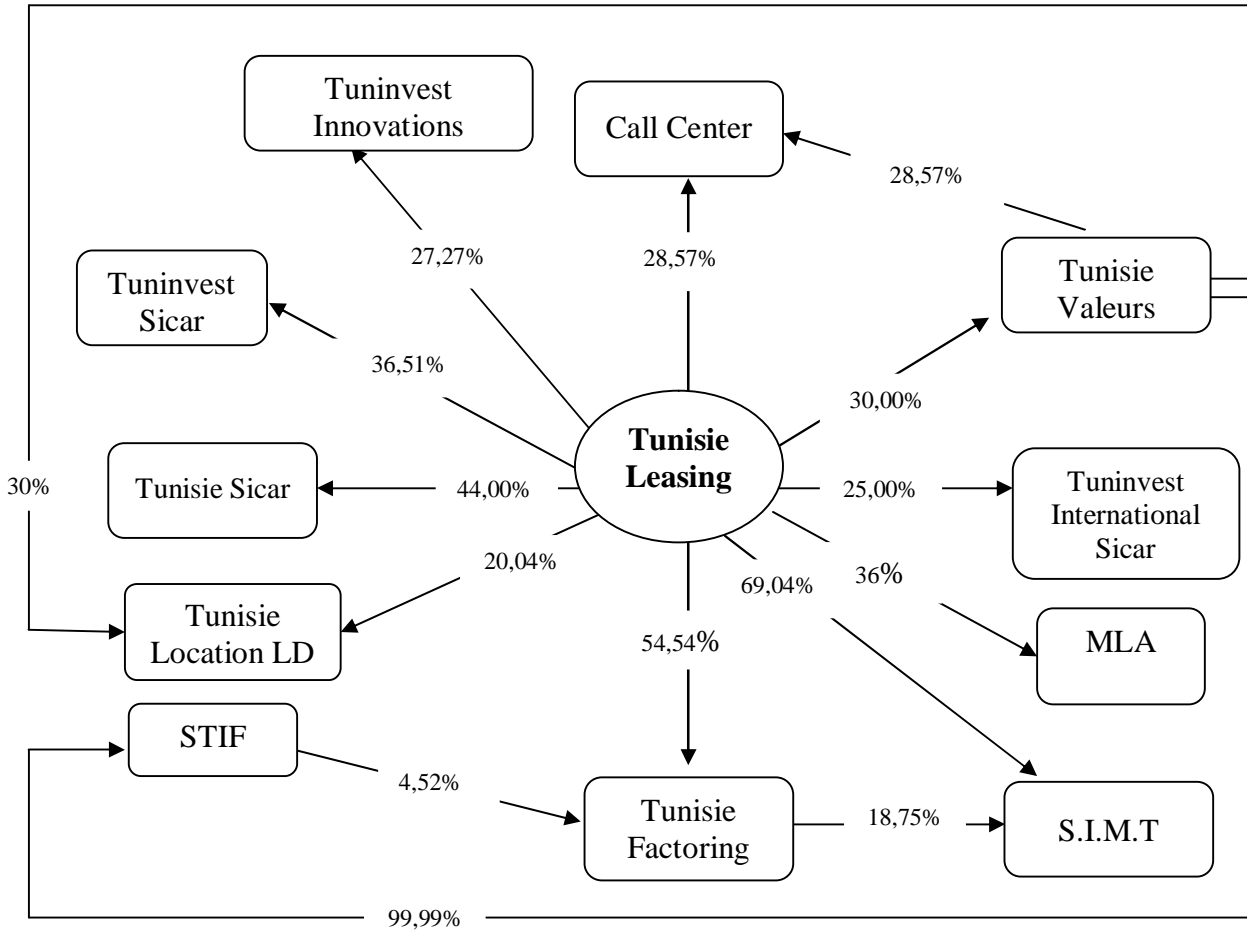 Tuninvest
Innovations
Call Center
28,57%
27,27%
28,57%
Tuninvest
Sicar
Tunisie
Valeurs
36,51%
30,00%
Tunisie
Leasing
30%
Tunisie Sicar
44,00%
25,00%
Tuninvest
International
Sicar
20,04%
69,04%
36%
Tunisie
Location LD
54,54%
MLA
STIF
4,52%
Tunisie
Factoring
18,75%
S.I.M.T
99,99%